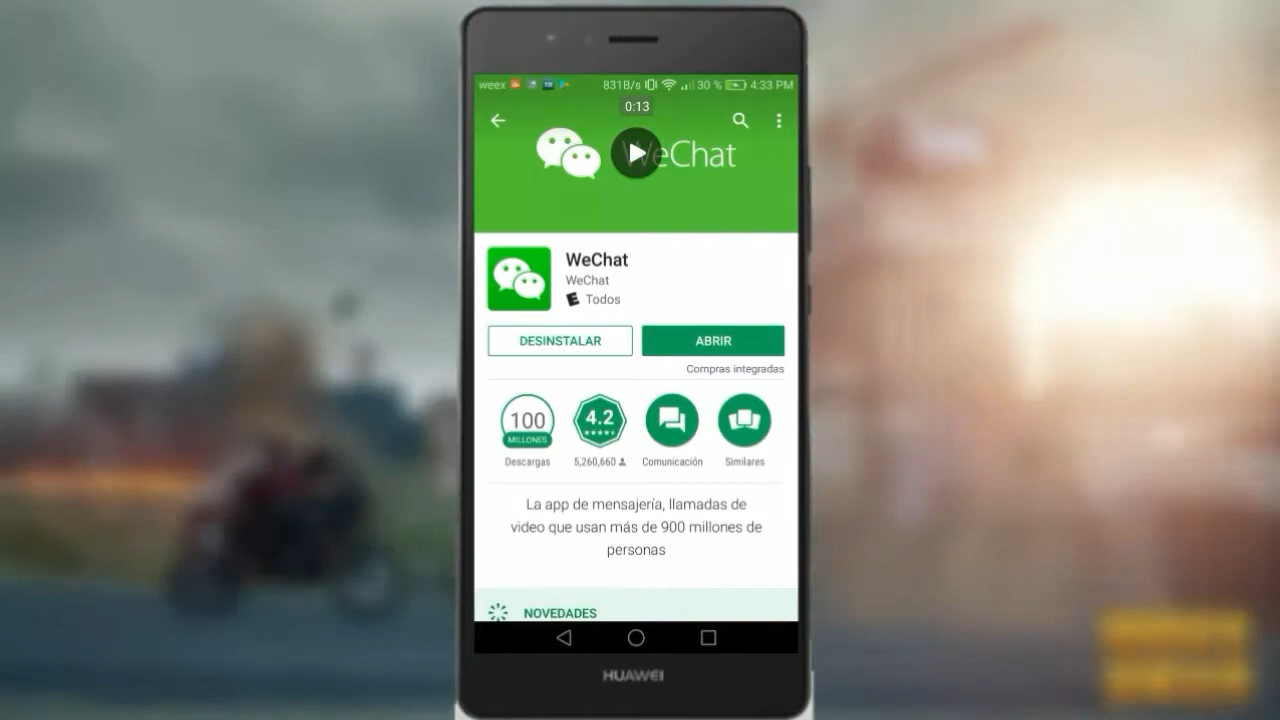 weex 831B/s 30 % 4:33 PM
0:13
WeChat
WeChat
WeChat
E Todos
DESINSTALAR ABRIR
Compras integradas
100 4.2
MILLONES
Descargas 5,260,660 Comunicación Similares
La app de mensajería, llamadas de
video que usan más de 900 millones de
personas
NOVEDADES
HUAWEI